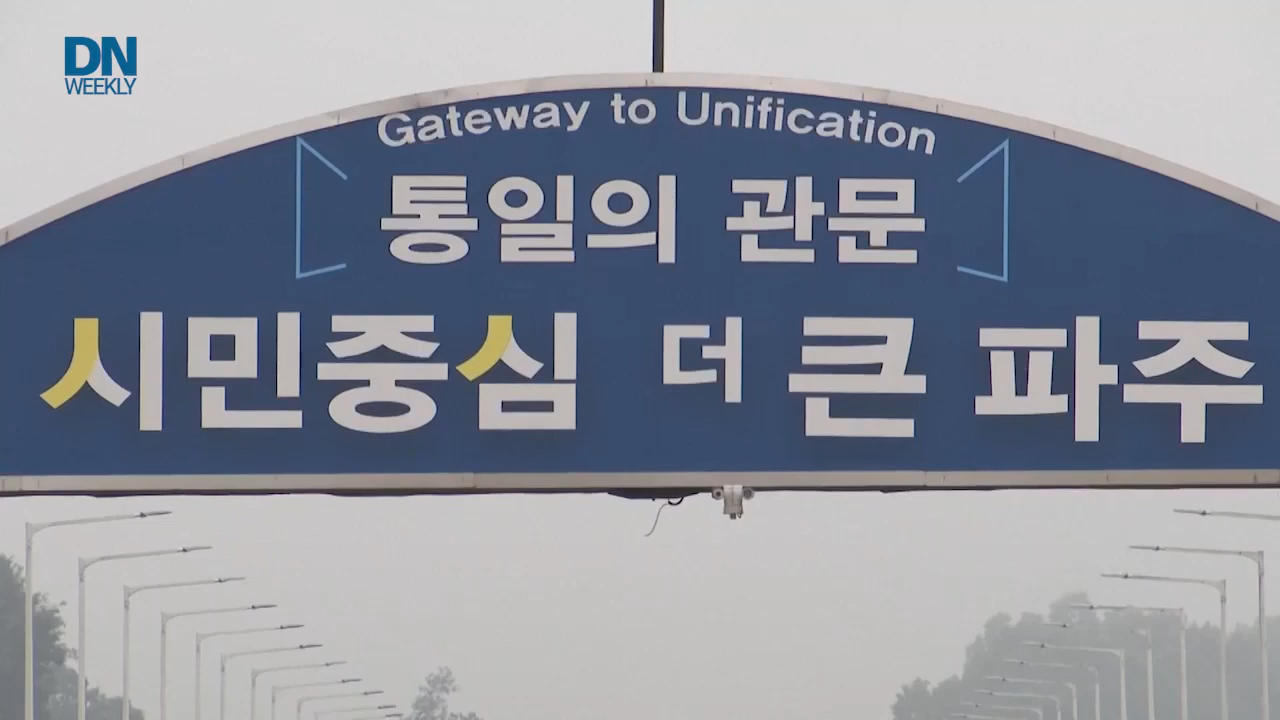 DN
WEEKLY
Gateway to Unification
통일의 관문
시민중심 더 큰 파주